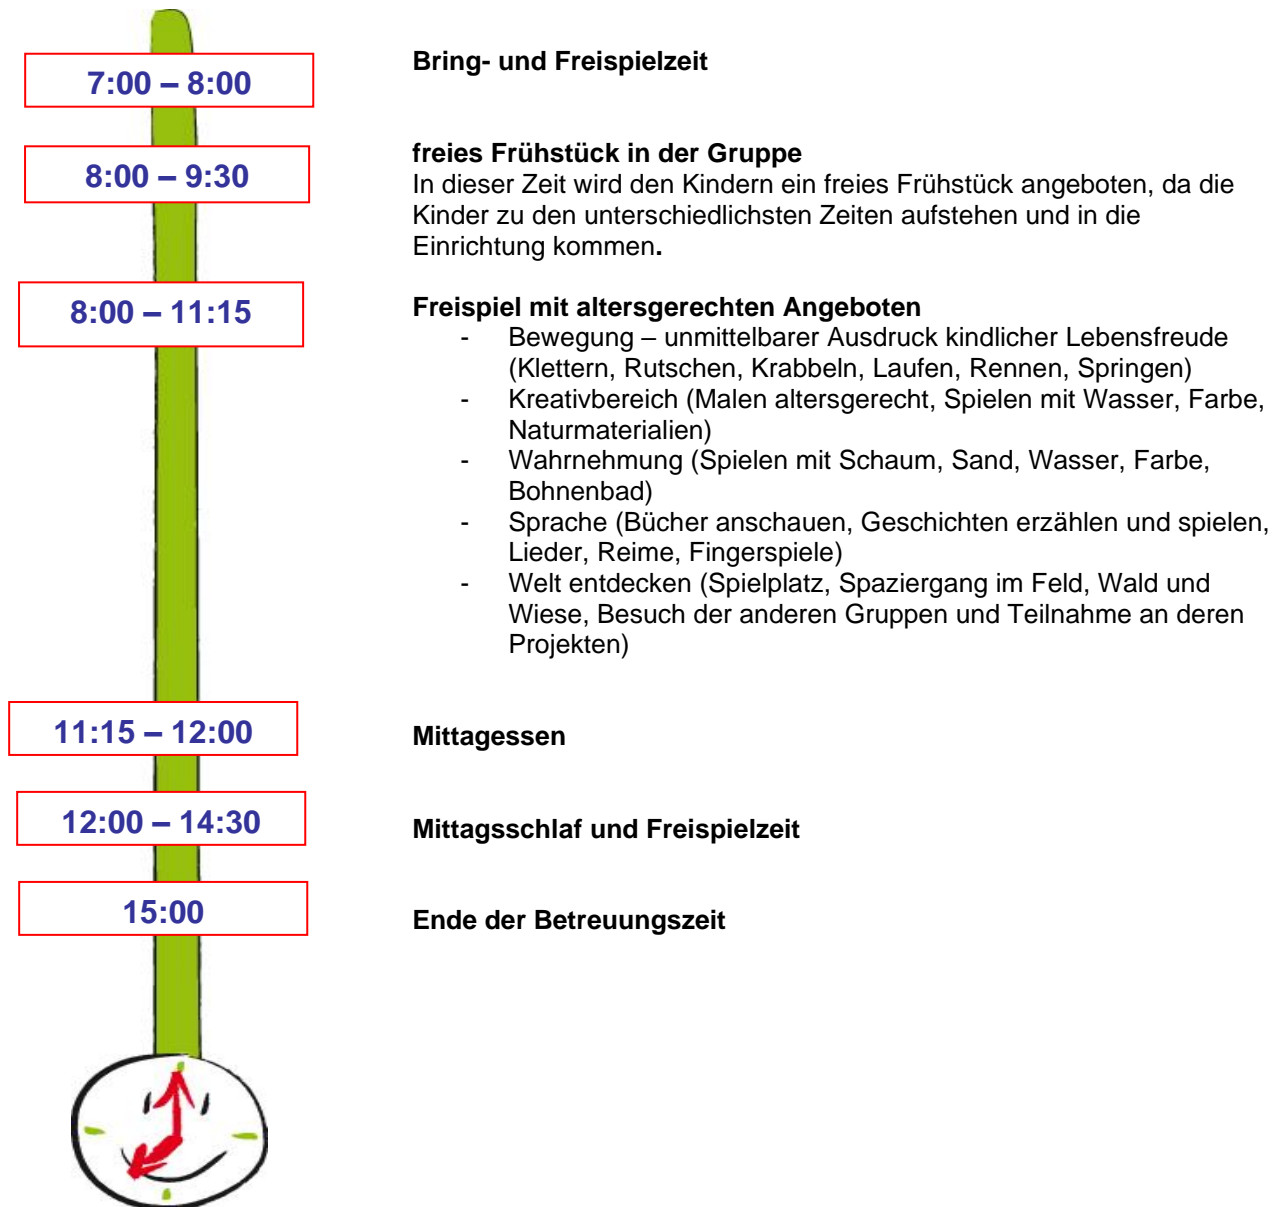 7:00 – 8:00
Bring- und Freispielzeit
8:00 – 9:30
freies Frühstück in der Gruppe
In dieser Zeit wird den Kindern ein freies Frühstück angeboten, da die
Kinder zu den unterschiedlichsten Zeiten aufstehen und in die
Einrichtung kommen.
8:00 – 11:15
Freispiel mit altersgerechten Angeboten
- Bewegung – unmittelbarer Ausdruck kindlicher Lebensfreude
(Klettern, Rutschen, Krabbeln, Laufen, Rennen, Springen)
- Kreativbereich (Malen altersgerecht, Spielen mit Wasser, Farbe,
Naturmaterialien)
- Wahrnehmung (Spielen mit Schaum, Sand, Wasser, Farbe,
Bohnenbad)
- Sprache (Bücher anschauen, Geschichten erzählen und spielen,
Lieder, Reime, Fingerspiele)
- Welt entdecken (Spielplatz, Spaziergang im Feld, Wald und
Wiese, Besuch der anderen Gruppen und Teilnahme an deren
Projekten)
11:15 – 12:00
Mittagessen
12:00 – 14:30
Mittagsschlaf und Freispielzeit
15:00
Ende der Betreuungszeit